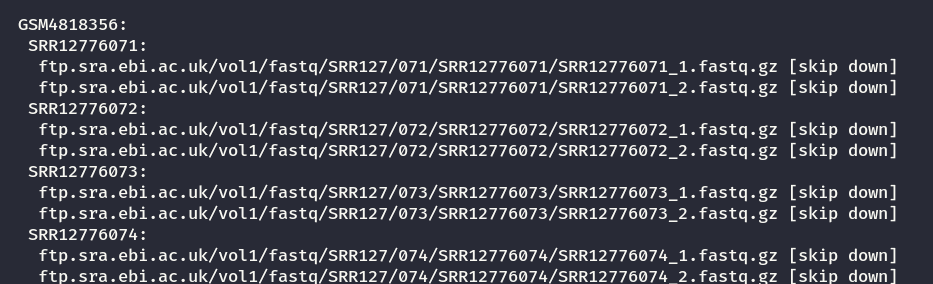 GSM4818356:
SRR12776071:
ftp.sra.ebi.ac.uk/vol1/fastq/SRR127/071/SRR12776071/SRR12776071_1.fastq.gz [skip down]
ftp.sra.ebi.ac.uk/vol1/fastq/SRR127/071/SRR12776071/SRR12776071_2.fastq.gz [skip down]
SRR12776072:
ftp.sra.ebi.ac.uk/vol1/fastq/SRR127/072/SRR12776072/SRR12776072_1.fastq.gz [skip down]
ftp.sra.ebi.ac.uk/vol1/fastq/SRR127/072/SRR12776072/SRR12776072_2.fastq.gz [skip down]
SRR12776073:
ftp.sra.ebi.ac.uk/vol1/fastq/SRR127/073/SRR12776073/SRR12776073_1.fastq.gz [skip down]
ftp.sra.ebi.ac.uk/vol1/fastq/SRR127/073/SRR12776073/SRR12776073_2.fastq.gz [skip down]
SRR12776074:
ftp.sra.ebi.ac.uk/vol1/fastq/SRR127/074/SRR12776074/SRR12776074_1.fastq.gz [skip down]
ftp.sra.ebi.ac.uk/vol1/fastq/SRR127/074/SRR12776074/SRR12776074_2.fastq.gz [skip down]